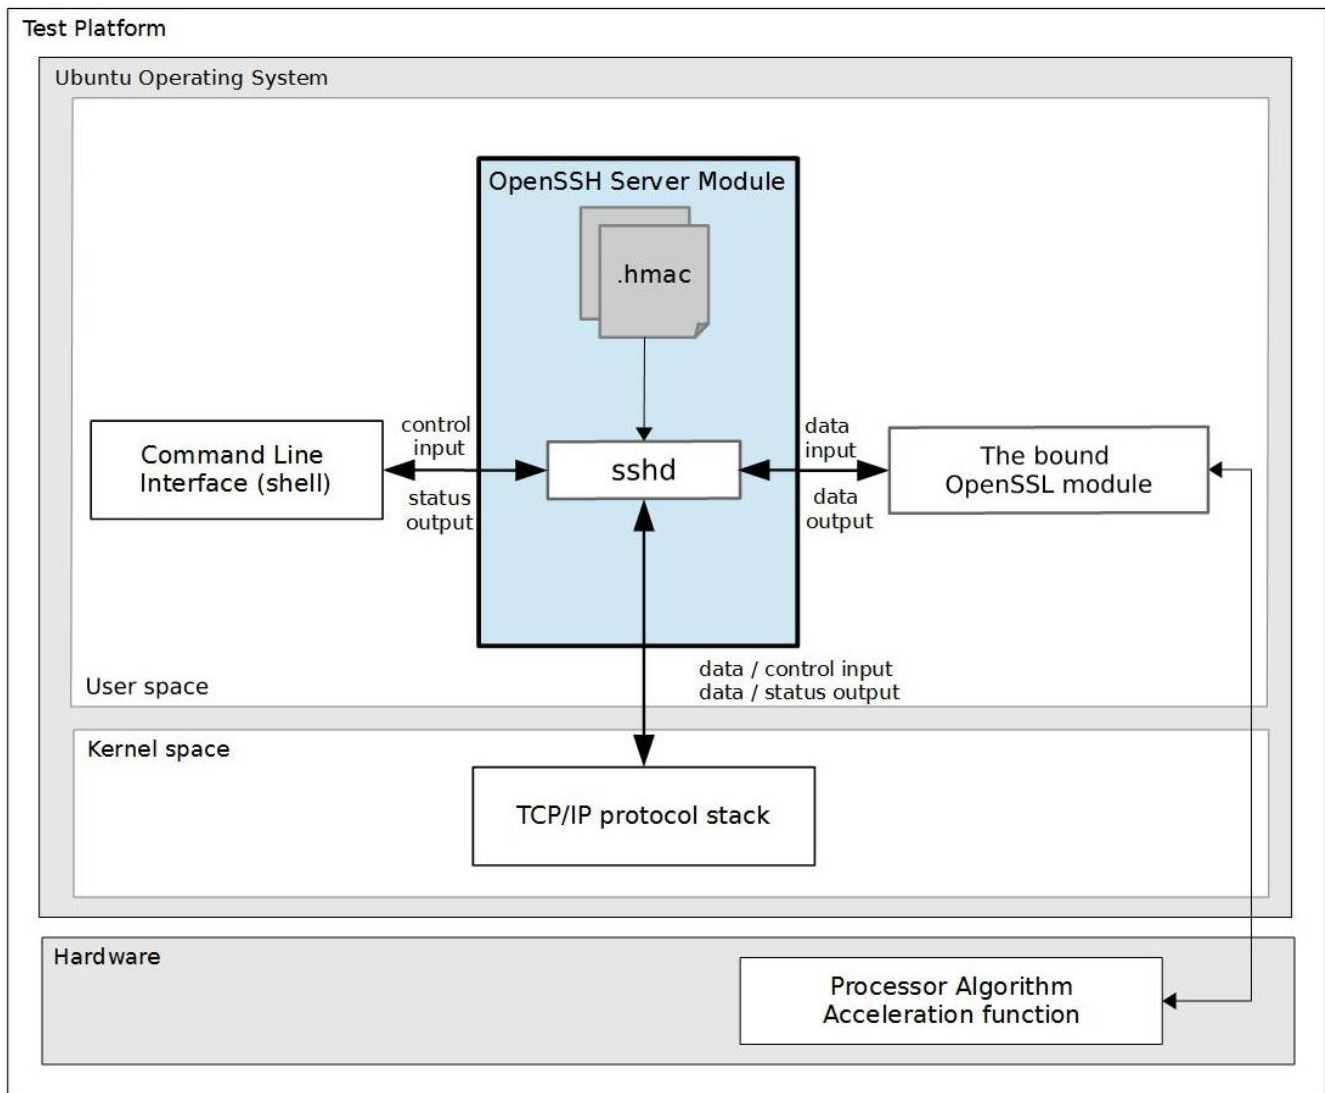 Test Platform
Ubuntu Operating System
OpenSSH Server Module
.hmac
control
input
data
input
Command Line
Interface (shell)
sshd
The bound
OpenSSL module
status
output
data
output
data / control input
data / status output
User space
Kernel space
TCP/IP protocol stack
Hardware
Processor Algorithm
Acceleration function